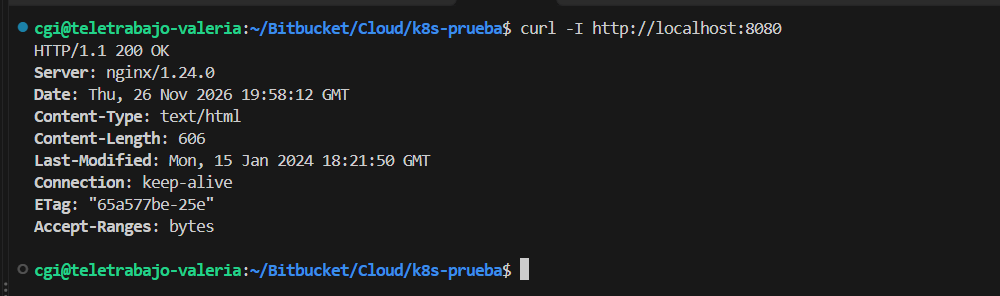 cgi@teletrabajo-valeria:~/Bitbucket/Cloud/k8s-prueba$ curl -I http://localhost:8080
HTTP/1.1 200 OK
Server: nginx/1.24.0
Date: Thu, 26 Nov 2026 19:58:12 GMT
Content-Type: text/html
Content-Length: 606
Last-Modified: Mon, 15 Jan 2024 18:21:50 GMT
Connection: keep-alive
ETag: "65a577be-25e"
Accept-Ranges: bytes
cgi@teletrabajo-valeria:~/Bitbucket/Cloud/k8s-prueba$